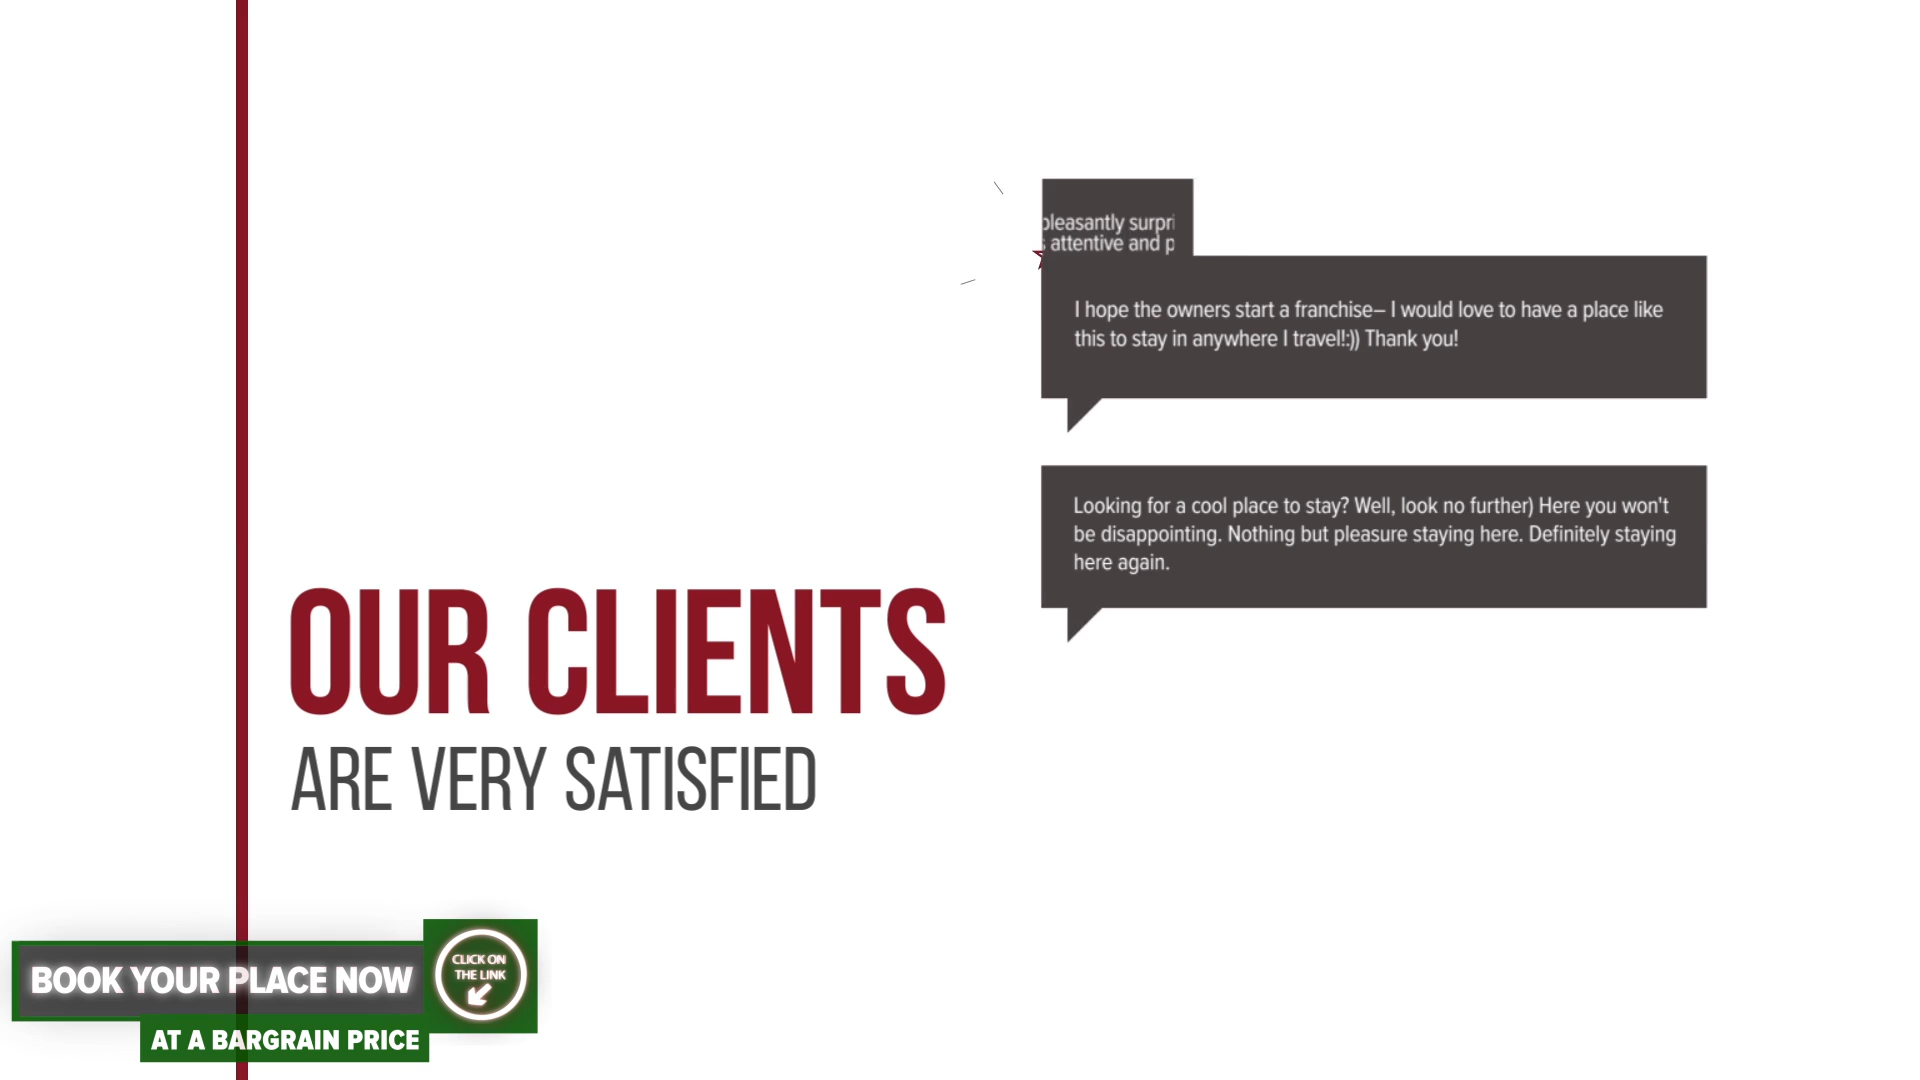 pleasantly surpri
attentive and p
I hope the owners start a franchise– I would love to have a place like
this to stay in anywhere I travel!:)) Thank you!
Looking for a cool place to stay? Well, look no further) Here you won't
be disappointing. Nothing but pleasure staying here. Definitely staying
here again.
OUR CLIENTS
ARE VERY SATISFIED
BOOK YOUR PLACE NOW
CLICK ON
THE LINK
AT A BARGRAIN PRICE